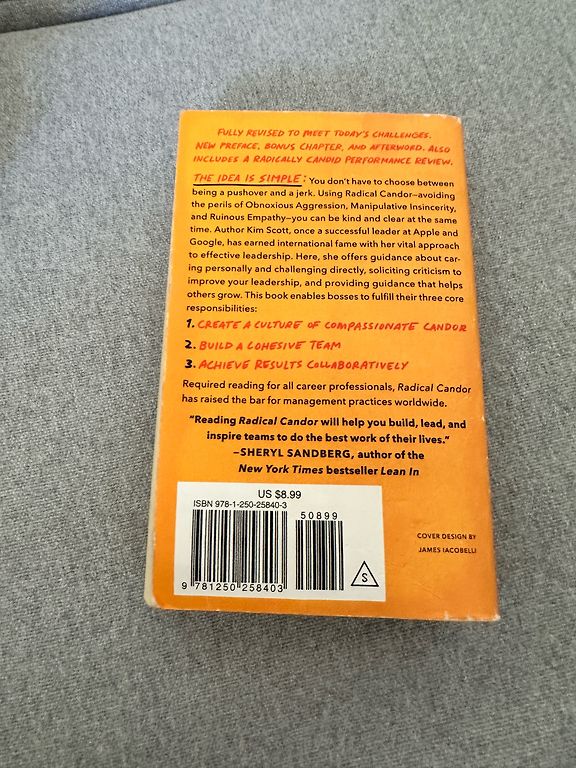 FULLY REVISED TO MEET TODAY'S CHALLENGES.
NEW PREFACE, BONUS CHAPTER, AND AFTERWORD. ALSO
INCLUDES A RADICALLY CANDID PERFORMANCE REVIEW.
THE IDEA IS SIMPLE: You don't have to choose between
being a pushover and a jerk. Using Radical Candor—avoiding
the perils of Obnoxious Aggression, Manipulative Insincerity,
and Ruinous Empathy—you can be kind and clear at the same
time. Author Kim Scott, once a successful leader at Apple and
Google, has earned international fame with her vital approach
to effective leadership. Here, she offers guidance about car-
ing personally and challenging directly, soliciting criticism to
improve your leadership, and providing guidance that helps
others grow. This book enables bosses to fulfill their three core
responsibilities:
1. CREATE A CULTURE OF COMPASSIONATE CANDOR
2. BUILD A COHESIVE TEAM
3. ACHIEVE RESULTS COLLABORATIVELY
Required reading for all career professionals, Radical Candor
has raised the bar for management practices worldwide.
"Reading Radical Candor will help you build, lead, and
inspire teams to do the best work of their lives."
—SHERYL SANDBERG, author of the
New York Times bestseller Lean In
US $8.99
ISBN 978-1-250-25840-3
50899
9 781250 258403
S
COVER DESIGN BY
JAMES IACOBELLI